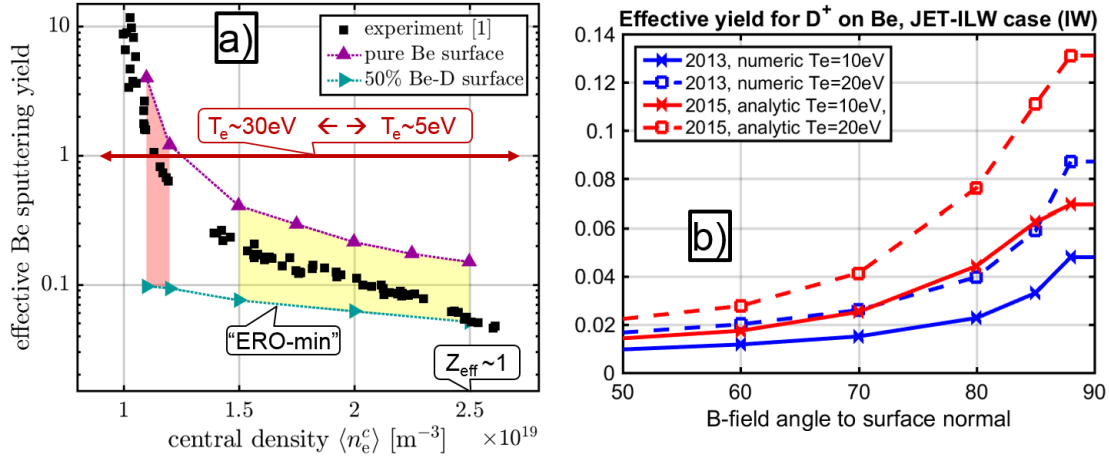 a)
experiment [1]
pure Be surface
50% Be-D surface
effective Be sputtering yield
10
1
0.1
Tₑ~30eV ← → Tₑ~5eV
"ERO-min"
Z_eff ~1
1 1.5 2 2.5
central density ⟨nₑᶜ⟩ [m⁻³] ×10¹⁹
Effective yield for D⁺ on Be, JET-ILW case (IW)
2013, numeric Te=10eV
2013, numeric Te=20eV
2015, analytic Te=10eV,
2015, analytic Te=20eV
b)
0.14
0.12
0.1
0.08
0.06
0.04
0.02
0
50 60 70 80 90
B-field angle to surface normal